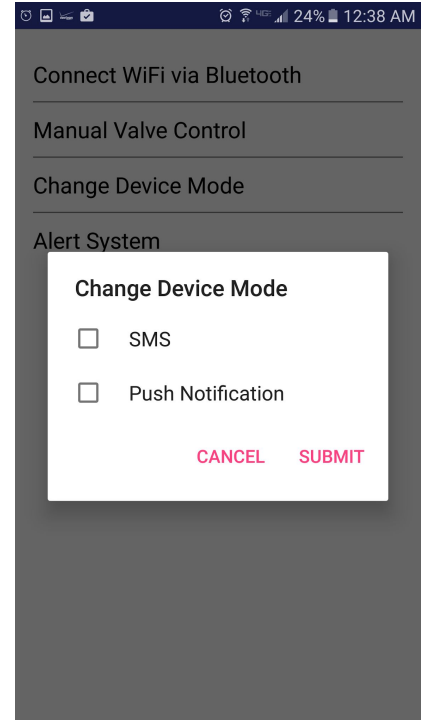 4G 24% 12:38 AM
Connect WiFi via Bluetooth
Manual Valve Control
Change Device Mode
Alert System
Change Device Mode
SMS
Push Notification
CANCEL SUBMIT